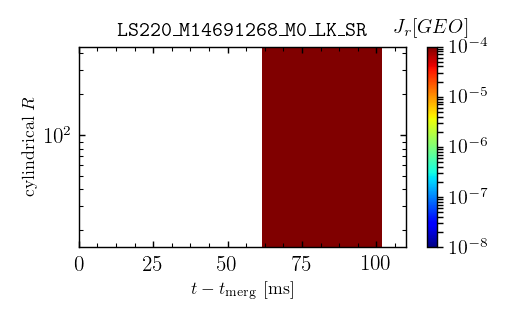 LS220_M14691268_M0_LK_SR
J_r[GEO]
cylindrical R
10^2
0 25 50 75 100
t − t_merg [ms]
10^−4
10^−5
10^−6
10^−7
10^−8